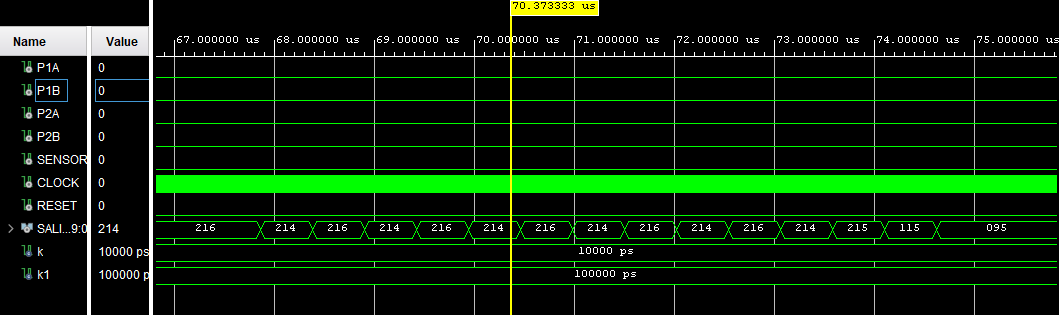 70.373333 us
Name Value 67.000000 us 68.000000 us 69.000000 us 70.000000 us 71.000000 us 72.000000 us 73.000000 us 74.000000 us 75.000000 us
P1A 0
P1B 0
P2A 0
P2B 0
SENSOR 0
CLOCK 0
RESET 0
SALI...9:0 214 216 214 216 214 216 214 216 214 216 214 216 214 215 115 095
k 10000 ps 10000 ps
k1 100000 p 100000 ps